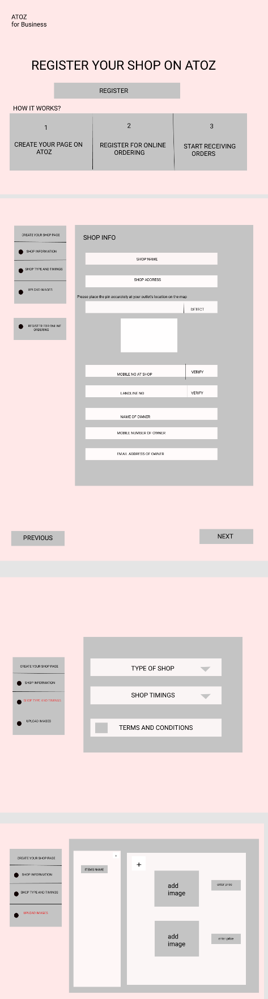 ATOZ
for Business
REGISTER YOUR SHOP ON ATOZ
REGISTER
HOW IT WORKS?
1
CREATE YOUR PAGE ON
ATOZ
2
REGISTER FOR ONLINE
ORDERING
3
START RECEIVING
ORDERS
CREATE YOUR SHOP PAGE
SHOP INFORMATION
SHOP TYPE AND TIMINGS
UPLOAD IMAGES
REGISTER FOR ONLINE
ORDERING
SHOP INFO
SHOP NAME
SHOP ADDRESS
Please place the pin accurately at your outlet's location on the map
DETECT
MOBILE NO AT SHOP
VERIFY
LANDLINE NO
VERIFY
NAME OF OWNER
MOBILE NUMBER OF OWNER
EMAIL ADDRESS OF OWNER
PREVIOUS
NEXT
CREATE YOUR SHOP PAGE
SHOP INFORMATION
SHOP TYPE AND TIMINGS
UPLOAD IMAGES
TYPE OF SHOP
SHOP TIMINGS
TERMS AND CONDITIONS
CREATE YOUR SHOP PAGE
SHOP INFORMATION
SHOP TYPE AND TIMINGS
UPLOAD IMAGES
+
ITEMS NAME
+
add
image
enter price
add
image
enter price